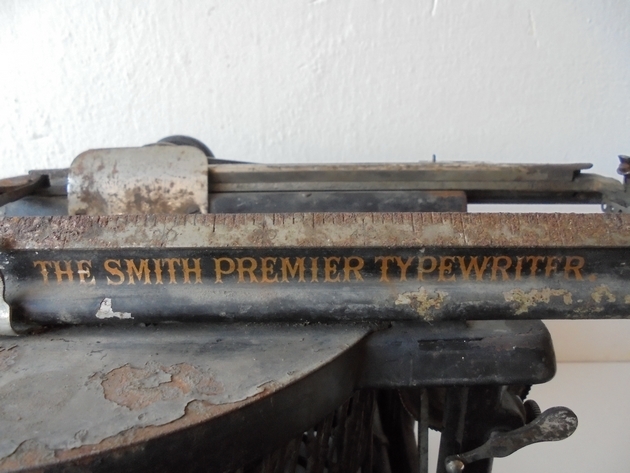 THE SMITH PREMIER TYPEWRITER.